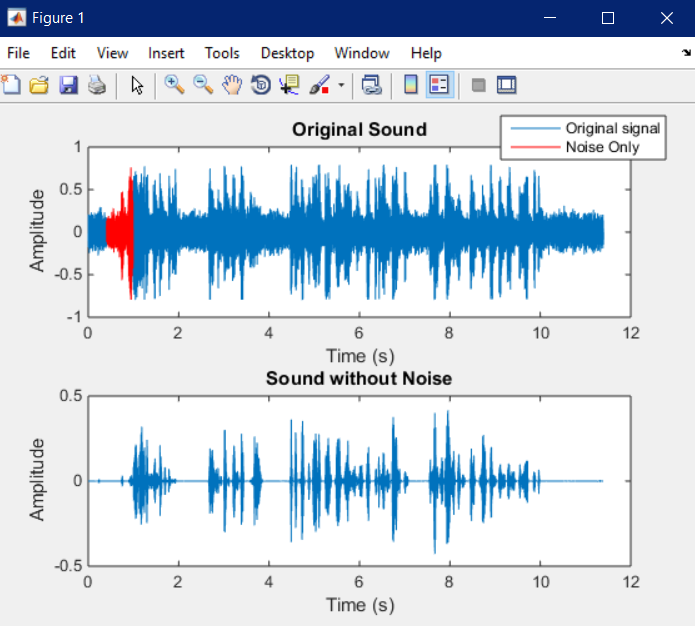 Figure 1
File Edit View Insert Tools Desktop Window Help
Original Sound
Original signal
Noise Only
1
0.5
0
-0.5
-1
Amplitude
0 2 4 6 8 10 12
Time (s)
Sound without Noise
0.5
0
-0.5
Amplitude
0 2 4 6 8 10 12
Time (s)